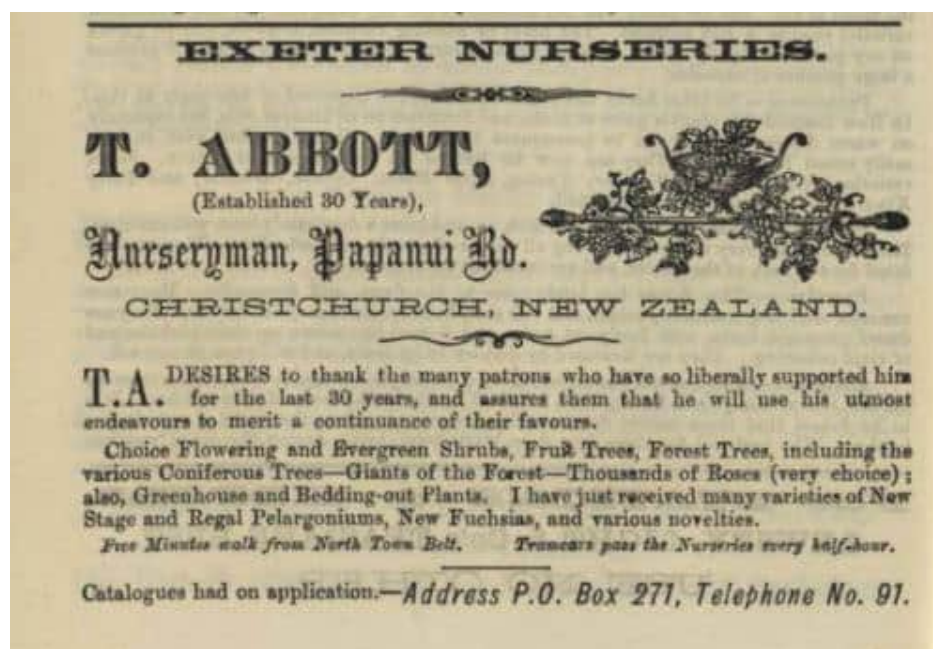 EXETER NURSERIES.
T. ABBOTT,
(Established 30 Years),
Nurseryman, Papanui Rd.
CHRISTCHURCH, NEW ZEALAND.
T.A. DESIRES to thank the many patrons who have so liberally supported him
for the last 30 years, and assures them that he will use his utmost
endeavours to merit a continuance of their favours.
Choice Flowering and Evergreen Shrubs, Fruit Trees, Forest Trees, including the
various Coniferous Trees—Giants of the Forest—Thousands of Roses (very choice);
also, Greenhouse and Bedding-out Plants. I have just received many varieties of New
Stage and Regal Pelargoniums, New Fuchsias, and various novelties.
Five Minutes walk from North Town Belt. Tramcars pass the Nurseries every half-hour.
Catalogues had on application.—Address P.O. Box 271, Telephone No. 91.